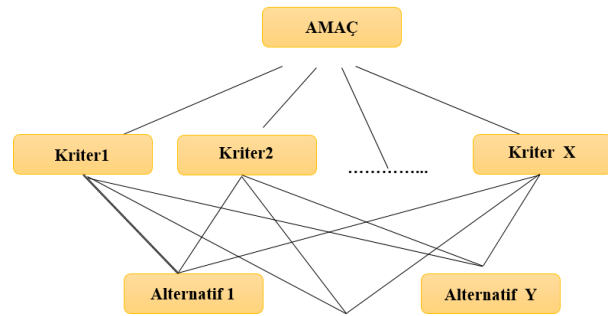 AMAÇ
Kriter1
Kriter2
…………...
Kriter X
Alternatif 1
Alternatif Y